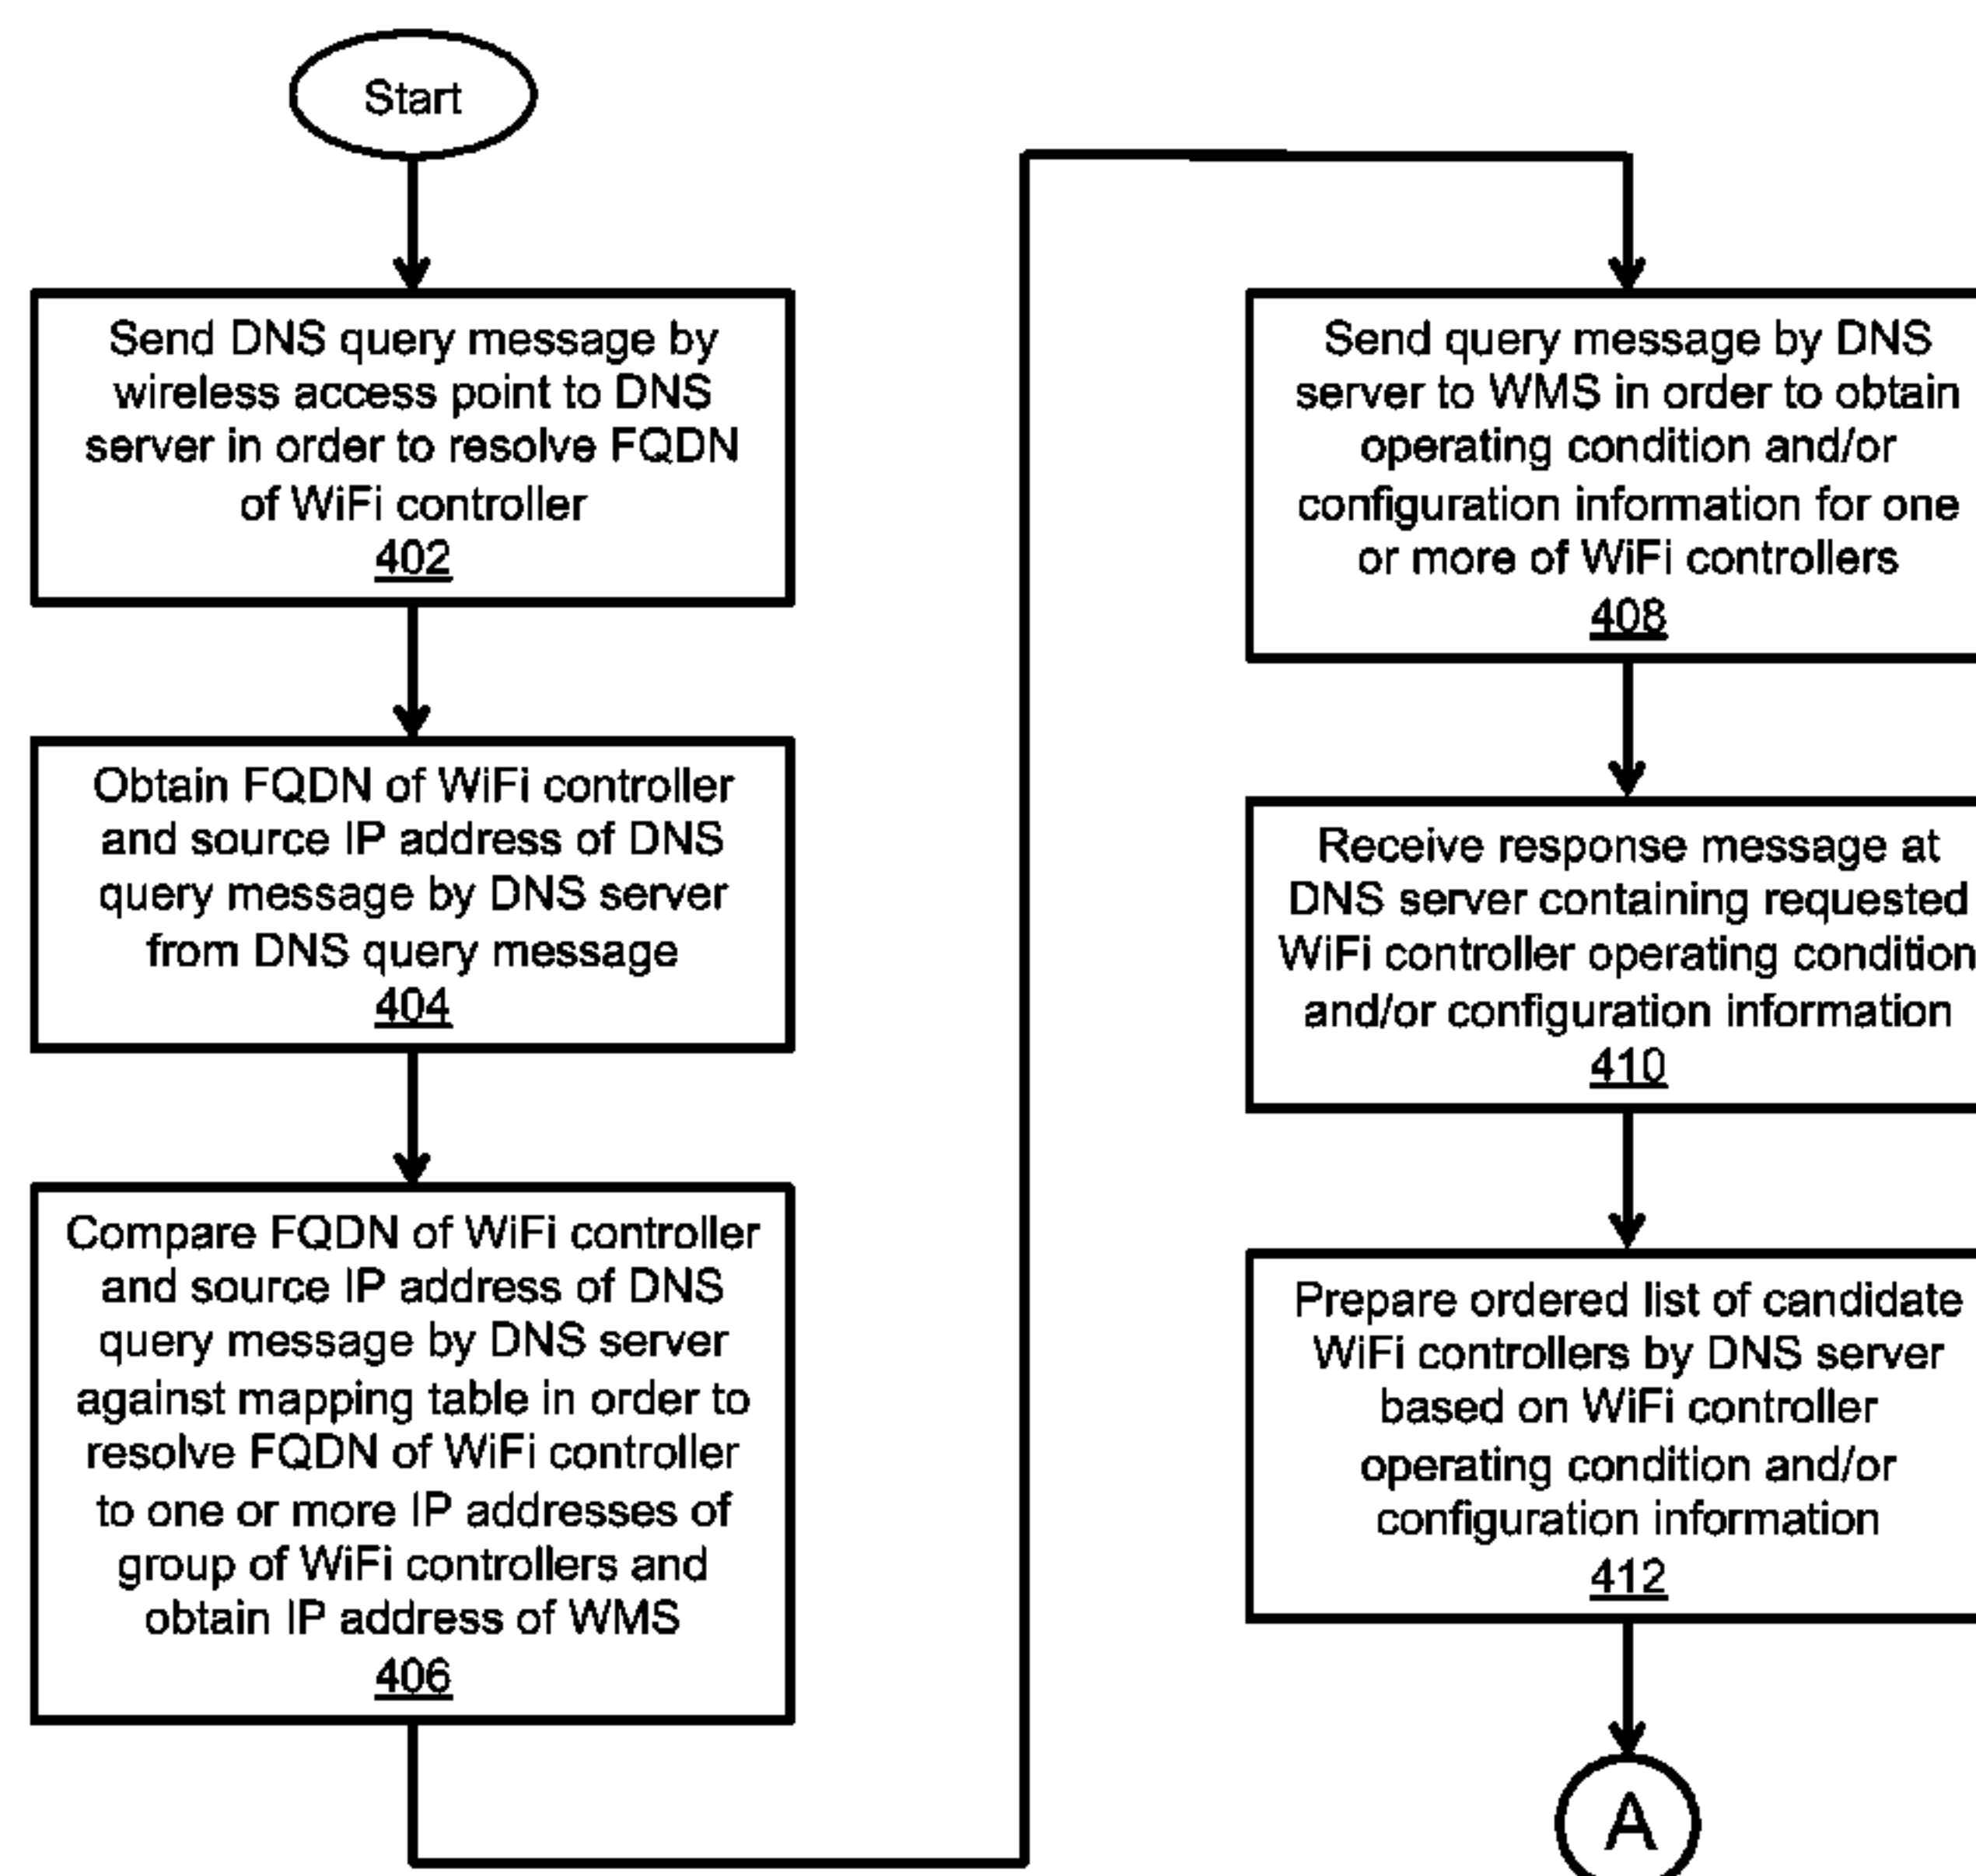 Start
Send DNS query message by
wireless access point to DNS
server in order to resolve FQDN
of WiFi controller
402
Obtain FQDN of WiFi controller
and source IP address of DNS
query message by DNS server
from DNS query message
404
Compare FQDN of WiFi controller
and source IP address of DNS
query message by DNS server
against mapping table in order to
resolve FQDN of WiFi controller
to one or more IP addresses of
group of WiFi controllers and
obtain IP address of WMS
406
Send query message by DNS
server to WMS in order to obtain
operating condition and/or
configuration information for one
or more of WiFi controllers
408
Receive response message at
DNS server containing requested
WiFi controller operating condition
and/or configuration information
410
Prepare ordered list of candidate
WiFi controllers by DNS server
based on WiFi controller
operating condition and/or
configuration information
412
A